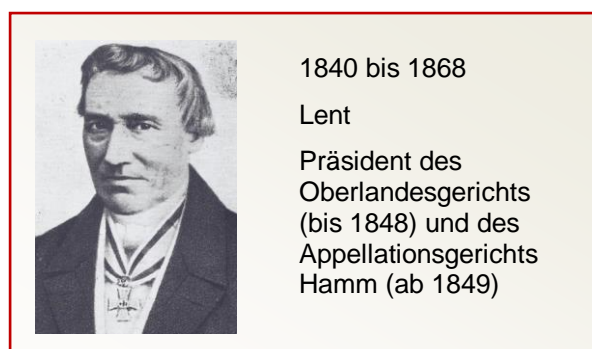 1840 bis 1868
Lent
Präsident des
Oberlandesgerichts
(bis 1848) und des
Appellationsgerichts
Hamm (ab 1849)